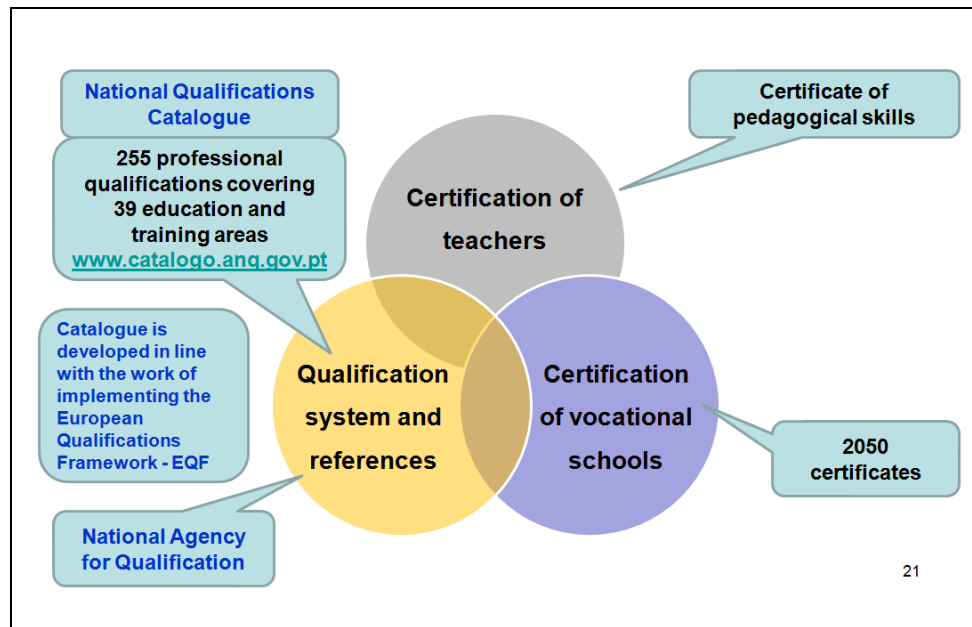 National Qualifications
Catalogue
255 professional
qualifications covering
39 education and
training areas
www.catalogo.anq.gov.pt
Catalogue is
developed in line
with the work of
implementing the
European
Qualifications
Framework - EQF
National Agency
for Qualification
Certification of
teachers
Qualification
system and
references
Certification
of vocational
schools
Certificate of
pedagogical skills
2050
certificates
21